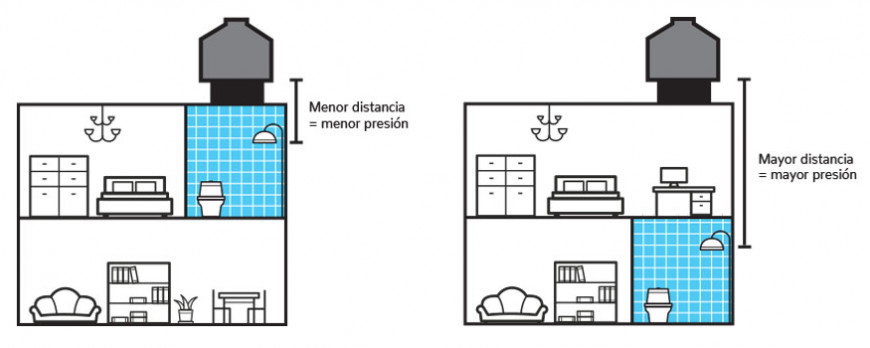 Menor distancia
= menor presión
Mayor distancia
= mayor presión